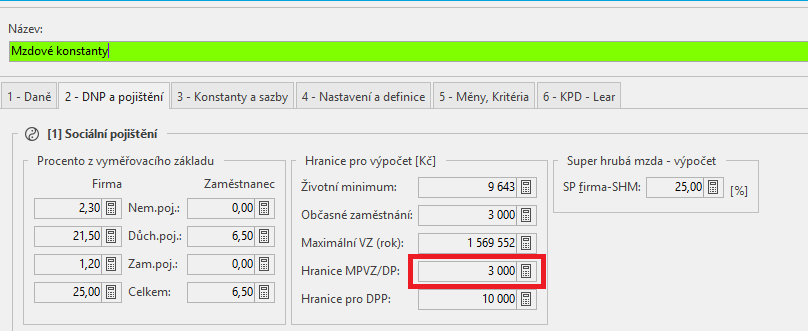 Název:
Mzdové konstanty
1 - Daně 2 - DNP a pojištění 3 - Konstanty a sazby 4 - Nastavení a definice 5 - Měny, Kritéria 6 - KPD - Lear
[1] Sociální pojištění
Procento z vyměřovacího základu
Firma Zaměstnanec
2,30 Nem.poj.: 0,00
21,50 Důch.poj.: 6,50
1,20 Zam.poj.: 0,00
25,00 Celkem: 6,50
Hranice pro výpočet [Kč]
Životní minimum: 9 643
Občasné zaměstnání: 3 000
Maximální VZ (rok): 1 569 552
Hranice MPVZ/DP: 3 000
Hranice pro DPP: 10 000
Super hrubá mzda - výpočet
SP firma-SHM: 25,00 [%]